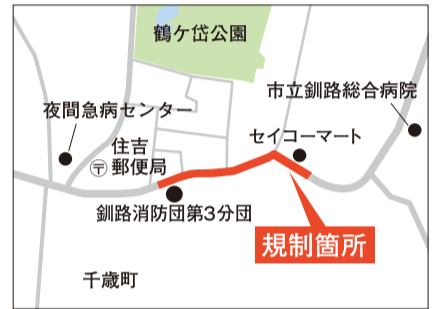 鶴ケ岱公園
市立釧路総合病院
夜間急病センター
セイコーマート
住吉
〒郵便局
釧路消防団第3分団
規制箇所
千歳町